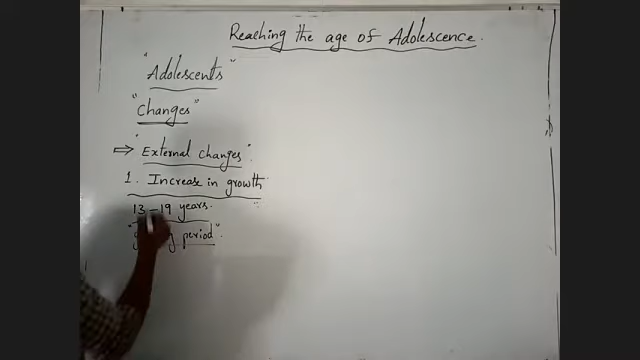 Reaching the age of Adolescence.
"Adolescents"
"Changes"
⇒ External changes".
1. Increase in growth
13-19 years. "
period".